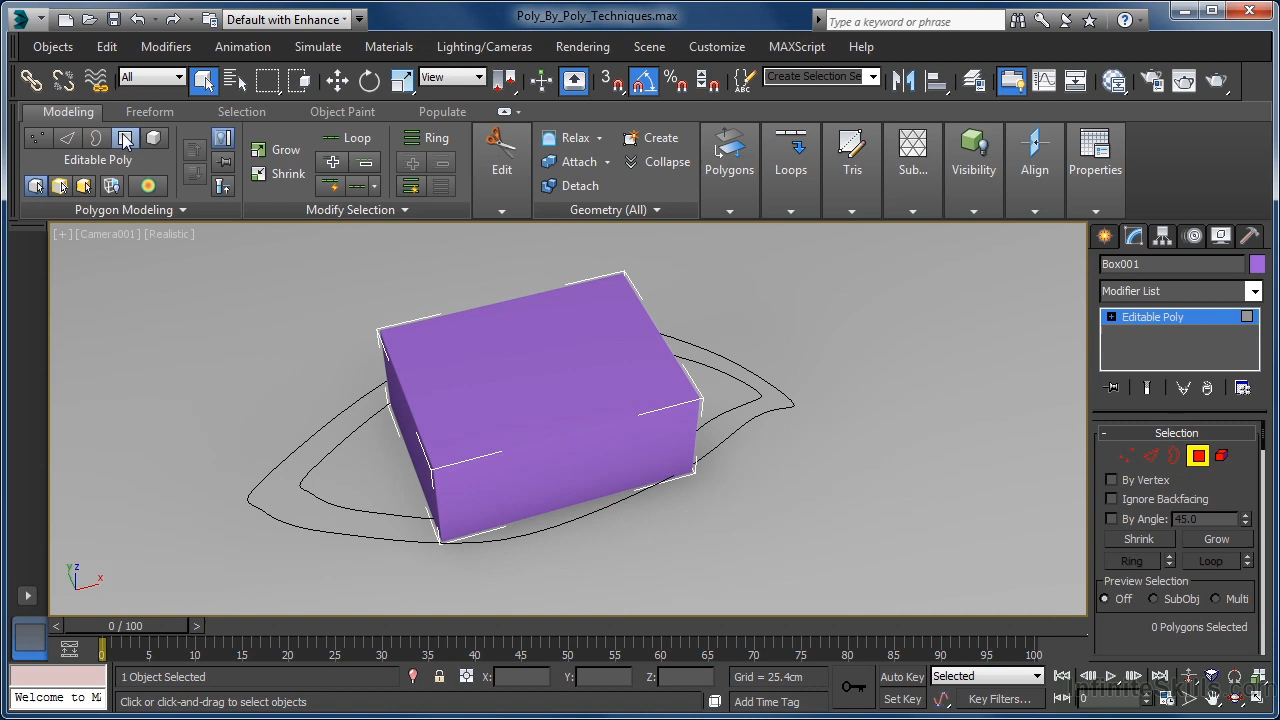 Default with Enhance
Poly_By_Poly_Techniques.max
Type a keyword or phrase
Objects Edit Modifiers Animation Simulate Materials Lighting/Cameras Rendering Scene Customize MAXScript Help
All View 3 % ABC Create Selection Se
Modeling Freeform Selection Object Paint Populate
Loop Ring Relax Create
Editable Poly Grow Edit Attach Collapse Polygons Loops Tris Sub... Visibility Align Properties
Shrink Detach
Polygon Modeling Modify Selection Geometry (All)
[+] [Camera001] [Realistic]
Box001
Modifier List
Editable Poly
Selection
By Vertex
Ignore Backfacing
By Angle: 45.0
Shrink Grow
Ring Loop
Preview Selection
Off SubObj Multi
0 Polygons Selected
z y x
< 0 / 100 >
0 5 10 15 20 25 30 35 40 45 50 55 60 65 70 75 80 85 90 95 100
1 Object Selected X: Y: Z: Grid = 25.4cm Auto Key Selected
Welcome to M
Click or click-and-drag to select objects Add Time Tag Set Key Key Filters... 0
InfiniteSkills.com